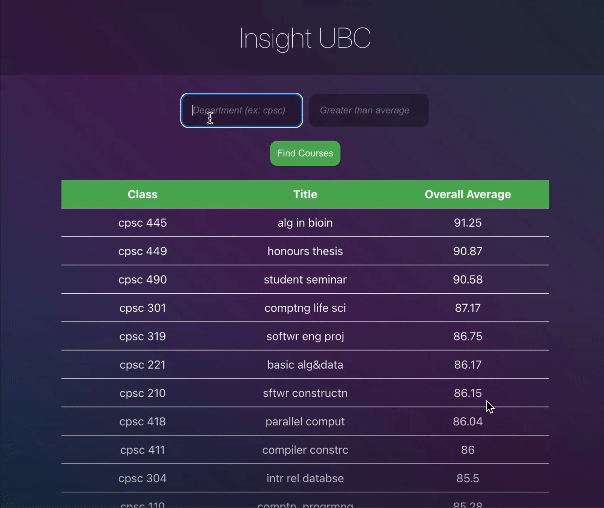 Insight UBC
Department (ex: cpsc) Greater than average
Find Courses
Class Title Overall Average
cpsc 445 alg in bioin 91.25
cpsc 449 honours thesis 90.87
cpsc 490 student seminar 90.58
cpsc 301 comptng life sci 87.17
cpsc 319 softwr eng proj 86.75
cpsc 221 basic alg&data 86.17
cpsc 210 sftwr constructn 86.15
cpsc 418 parallel comput 86.04
cpsc 411 compiler constrc 86
cpsc 304 intr rel databse 85.5
cpsc 110 comptn, progrmng 85.28